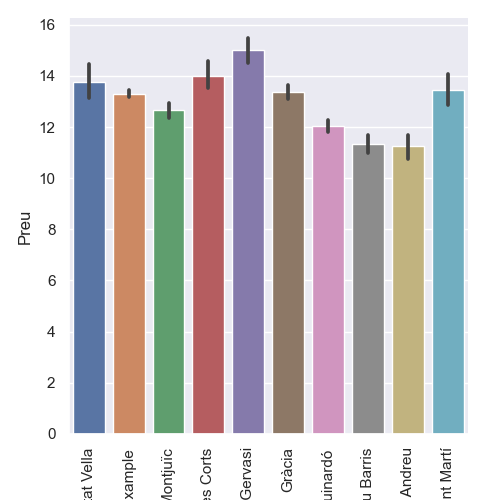 16
14
12
10
8
6
4
2
0
Preu
at Vella
xample
Montjuïc
es Corts
Gervasi
Gràcia
uinardó
u Barris
Andreu
nt Martí